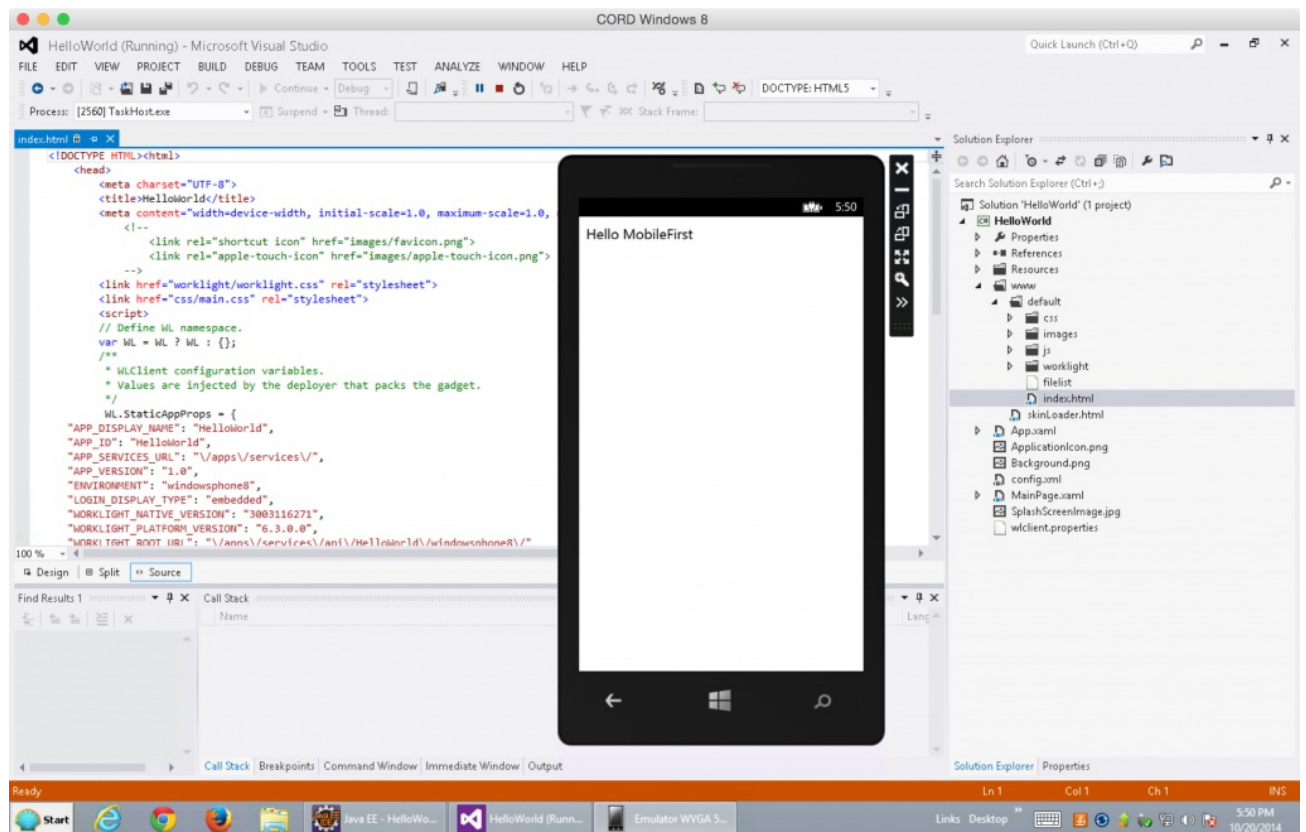 CORD Windows 8
HelloWorld (Running) - Microsoft Visual Studio
Quick Launch (Ctrl+Q)
FILE EDIT VIEW PROJECT BUILD DEBUG TEAM TOOLS TEST ANALYZE WINDOW HELP
Continue Debug DOCTYPE: HTML5
Process: [2560] TaskHost.exe Suspend Thread: Stack Frame:
index.html
<!DOCTYPE HTML><html>
<head>
<meta charset="UTF-8">
<title>HelloWorld</title>
<meta content="width=device-width, initial-scale=1.0, maximum-scale=1.0,
<!--
<link rel="shortcut icon" href="images/favicon.png">
<link rel="apple-touch-icon" href="images/apple-touch-icon.png">
-->
<link href="worklight/worklight.css" rel="stylesheet">
<link href="css/main.css" rel="stylesheet">
<script>
// Define WL namespace.
var WL = WL ? WL : {};
/**
* WLClient configuration variables.
* Values are injected by the deployer that packs the gadget.
*/
WL.StaticAppProps = {
"APP_DISPLAY_NAME": "HelloWorld",
"APP_ID": "HelloWorld",
"APP_SERVICES_URL": "\/apps\/services\/",
"APP_VERSION": "1.0",
"ENVIRONMENT": "windowsphone8",
"LOGIN_DISPLAY_TYPE": "embedded",
"WORKLIGHT_NATIVE_VERSION": "3003116271",
"WORKLIGHT_PLATFORM_VERSION": "6.3.0.0",
"WORKLIGHT_ROOT_URL": "\/apps\/services\/api\/HelloWorld\/windowsphone8\/"
100 %
Design Split Source
5:50
Hello MobileFirst
Solution Explorer
Search Solution Explorer (Ctrl+;)
Solution 'HelloWorld' (1 project)
HelloWorld
Properties
References
Resources
www
default
css
images
js
worklight
filelist
index.html
skinLoader.html
App.xaml
ApplicationIcon.png
Background.png
config.xml
MainPage.xaml
SplashScreenImage.jpg
wlclient.properties
Find Results 1
Call Stack
Name
Lang
Call Stack Breakpoints Command Window Immediate Window Output
Solution Explorer Properties
Ready Ln 1 Col 1 Ch 1 INS
Start Java EE - HelloWo... HelloWorld (Runn... Emulator WVGA 5... Links Desktop
5:50 PM
10/20/2014